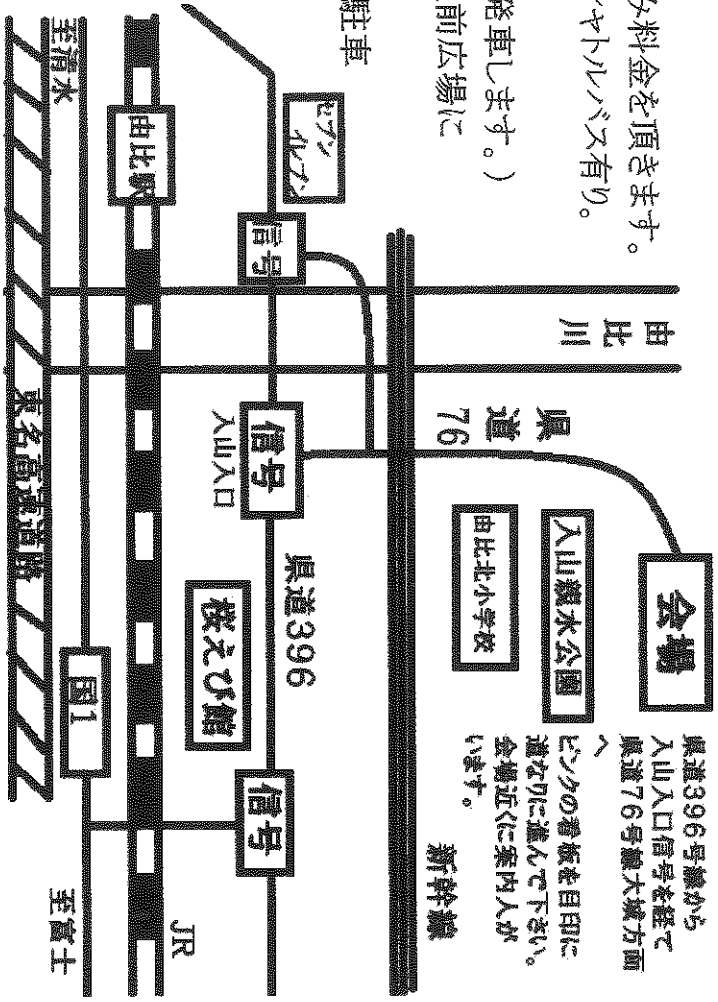 み料金を頂きます。
ャトルバス有り。
発車します。)
前広場に
駐車
セブン
イレブン
信号
由比駅
至清水
由比川
県道
76
会場
入山親水公園
由比北小学校
県道396号線から
入山入口信号を経て
県道76号線大城方面
へ
ピンクの看板を目印に
道なりに進んで下さい。
会場近くに案内人が
います。
新幹線
信号
入山入口
県道396
桜えび館
信号
国1
東名高速道路
JR
至富士